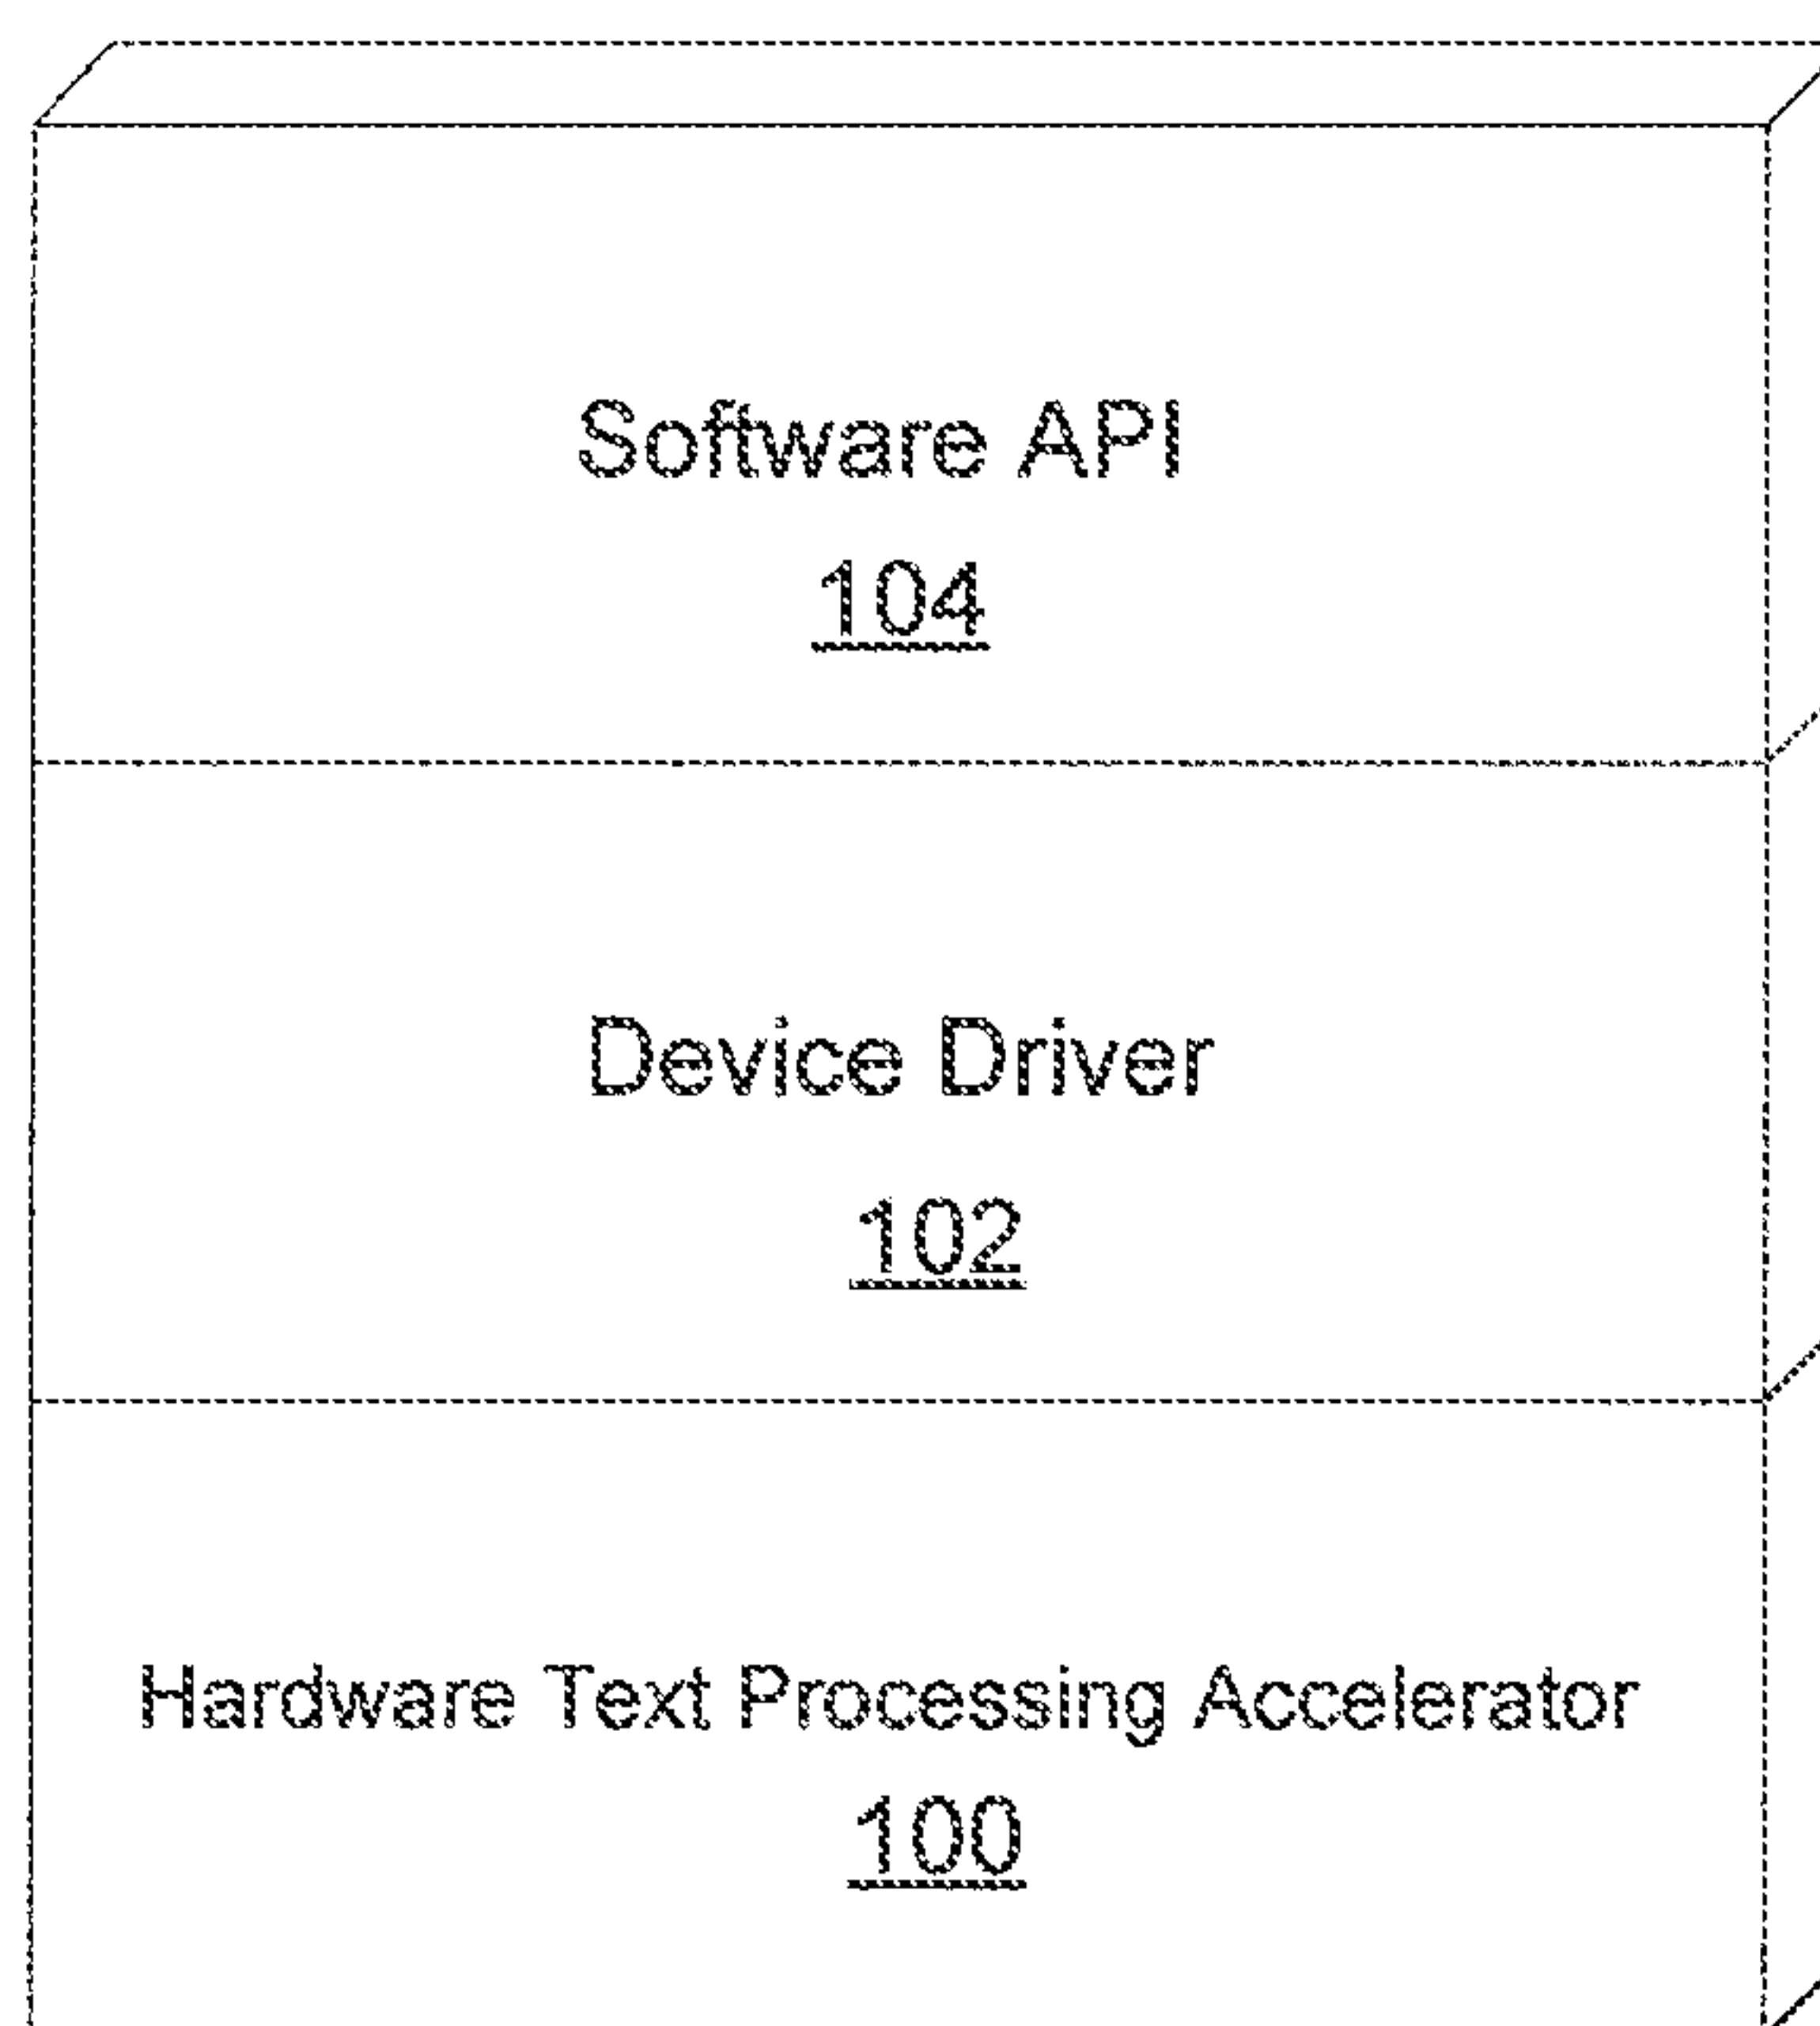 Software API
104
Device Driver
102
Hardware Text Processing Accelerator
100